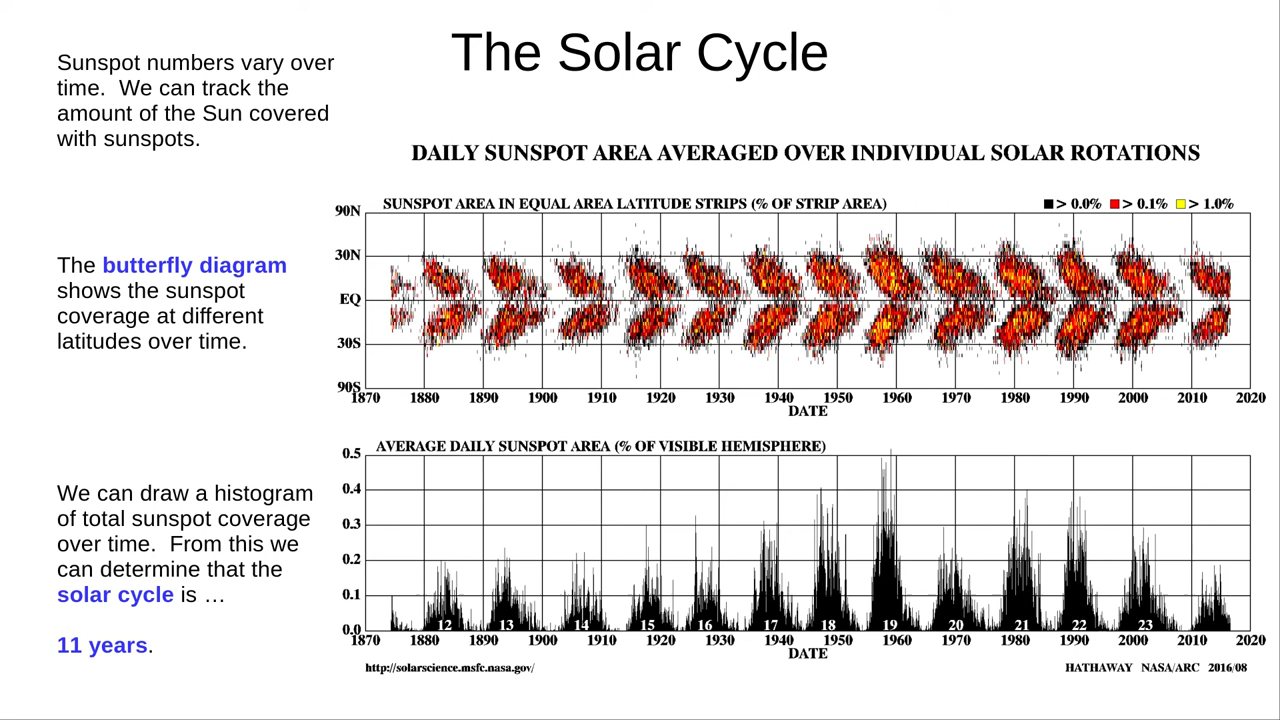 The Solar Cycle
Sunspot numbers vary over
time.  We can track the
amount of the Sun covered
with sunspots.
The butterfly diagram
shows the sunspot
coverage at different
latitudes over time.
We can draw a histogram
of total sunspot coverage
over time.  From this we
can determine that the
solar cycle is …
11 years.
DAILY SUNSPOT AREA AVERAGED OVER INDIVIDUAL SOLAR ROTATIONS
SUNSPOT AREA IN EQUAL AREA LATITUDE STRIPS (% OF STRIP AREA)
> 0.0% > 0.1% > 1.0%
90N
30N
EQ
30S
90S
1870 1880 1890 1900 1910 1920 1930 1940 1950 1960 1970 1980 1990 2000 2010 2020
DATE
AVERAGE DAILY SUNSPOT AREA (% OF VISIBLE HEMISPHERE)
0.5
0.4
0.3
0.2
0.1
0.0
12 13 14 15 16 17 18 19 20 21 22 23
1870 1880 1890 1900 1910 1920 1930 1940 1950 1960 1970 1980 1990 2000 2010 2020
DATE
http://solarscience.msfc.nasa.gov/
HATHAWAY NASA/ARC 2016/08